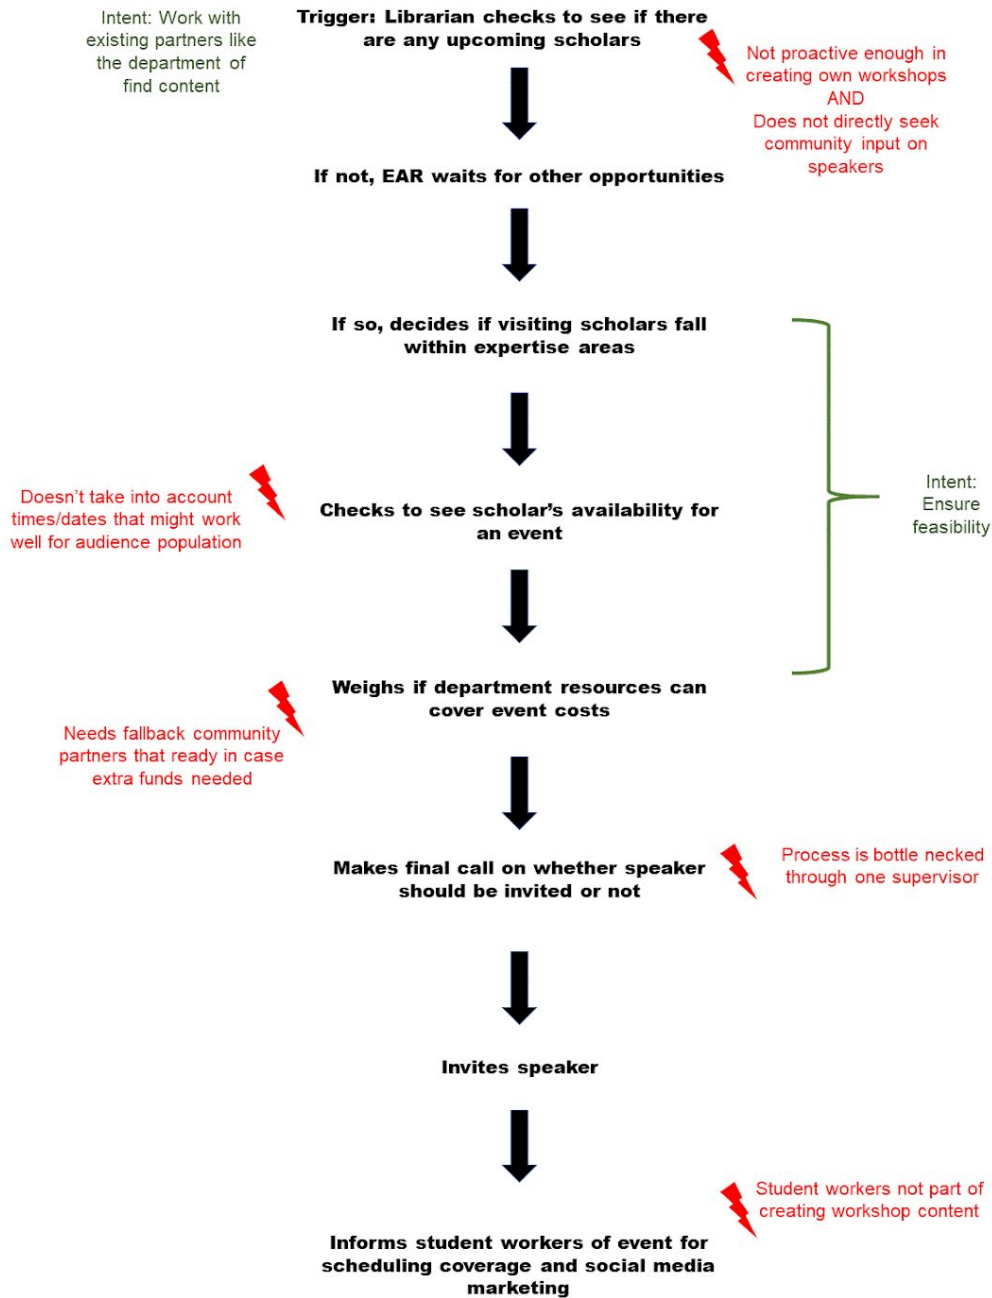 Intent: Work with
existing partners like
the department of
find content
Trigger: Librarian checks to see if there
are any upcoming scholars
Not proactive enough in
creating own workshops
AND
Does not directly seek
community input on
speakers
If not, EAR waits for other opportunities
If so, decides if visiting scholars fall
within expertise areas
Doesn't take into account
times/dates that might work
well for audience population
Checks to see scholar's availability for
an event
Intent:
Ensure
feasibility
Weighs if department resources can
cover event costs
Needs fallback community
partners that ready in case
extra funds needed
Makes final call on whether speaker
should be invited or not
Process is bottle necked
through one supervisor
Invites speaker
Student workers not part of
creating workshop content
Informs student workers of event for
scheduling coverage and social media
marketing